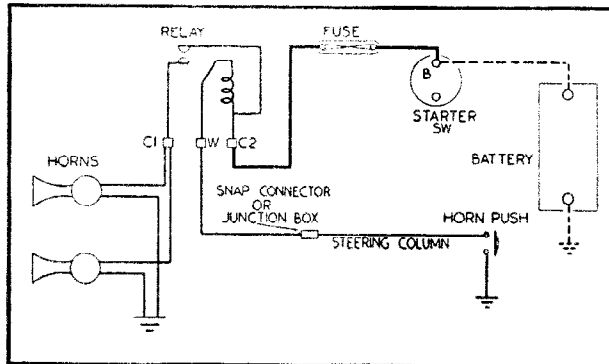 RELAY
FUSE
B
STARTER
SW
BATTERY
C1
W
C2
HORNS
SNAP CONNECTOR
OR
JUNCTION BOX
HORN PUSH
STEERING COLUMN